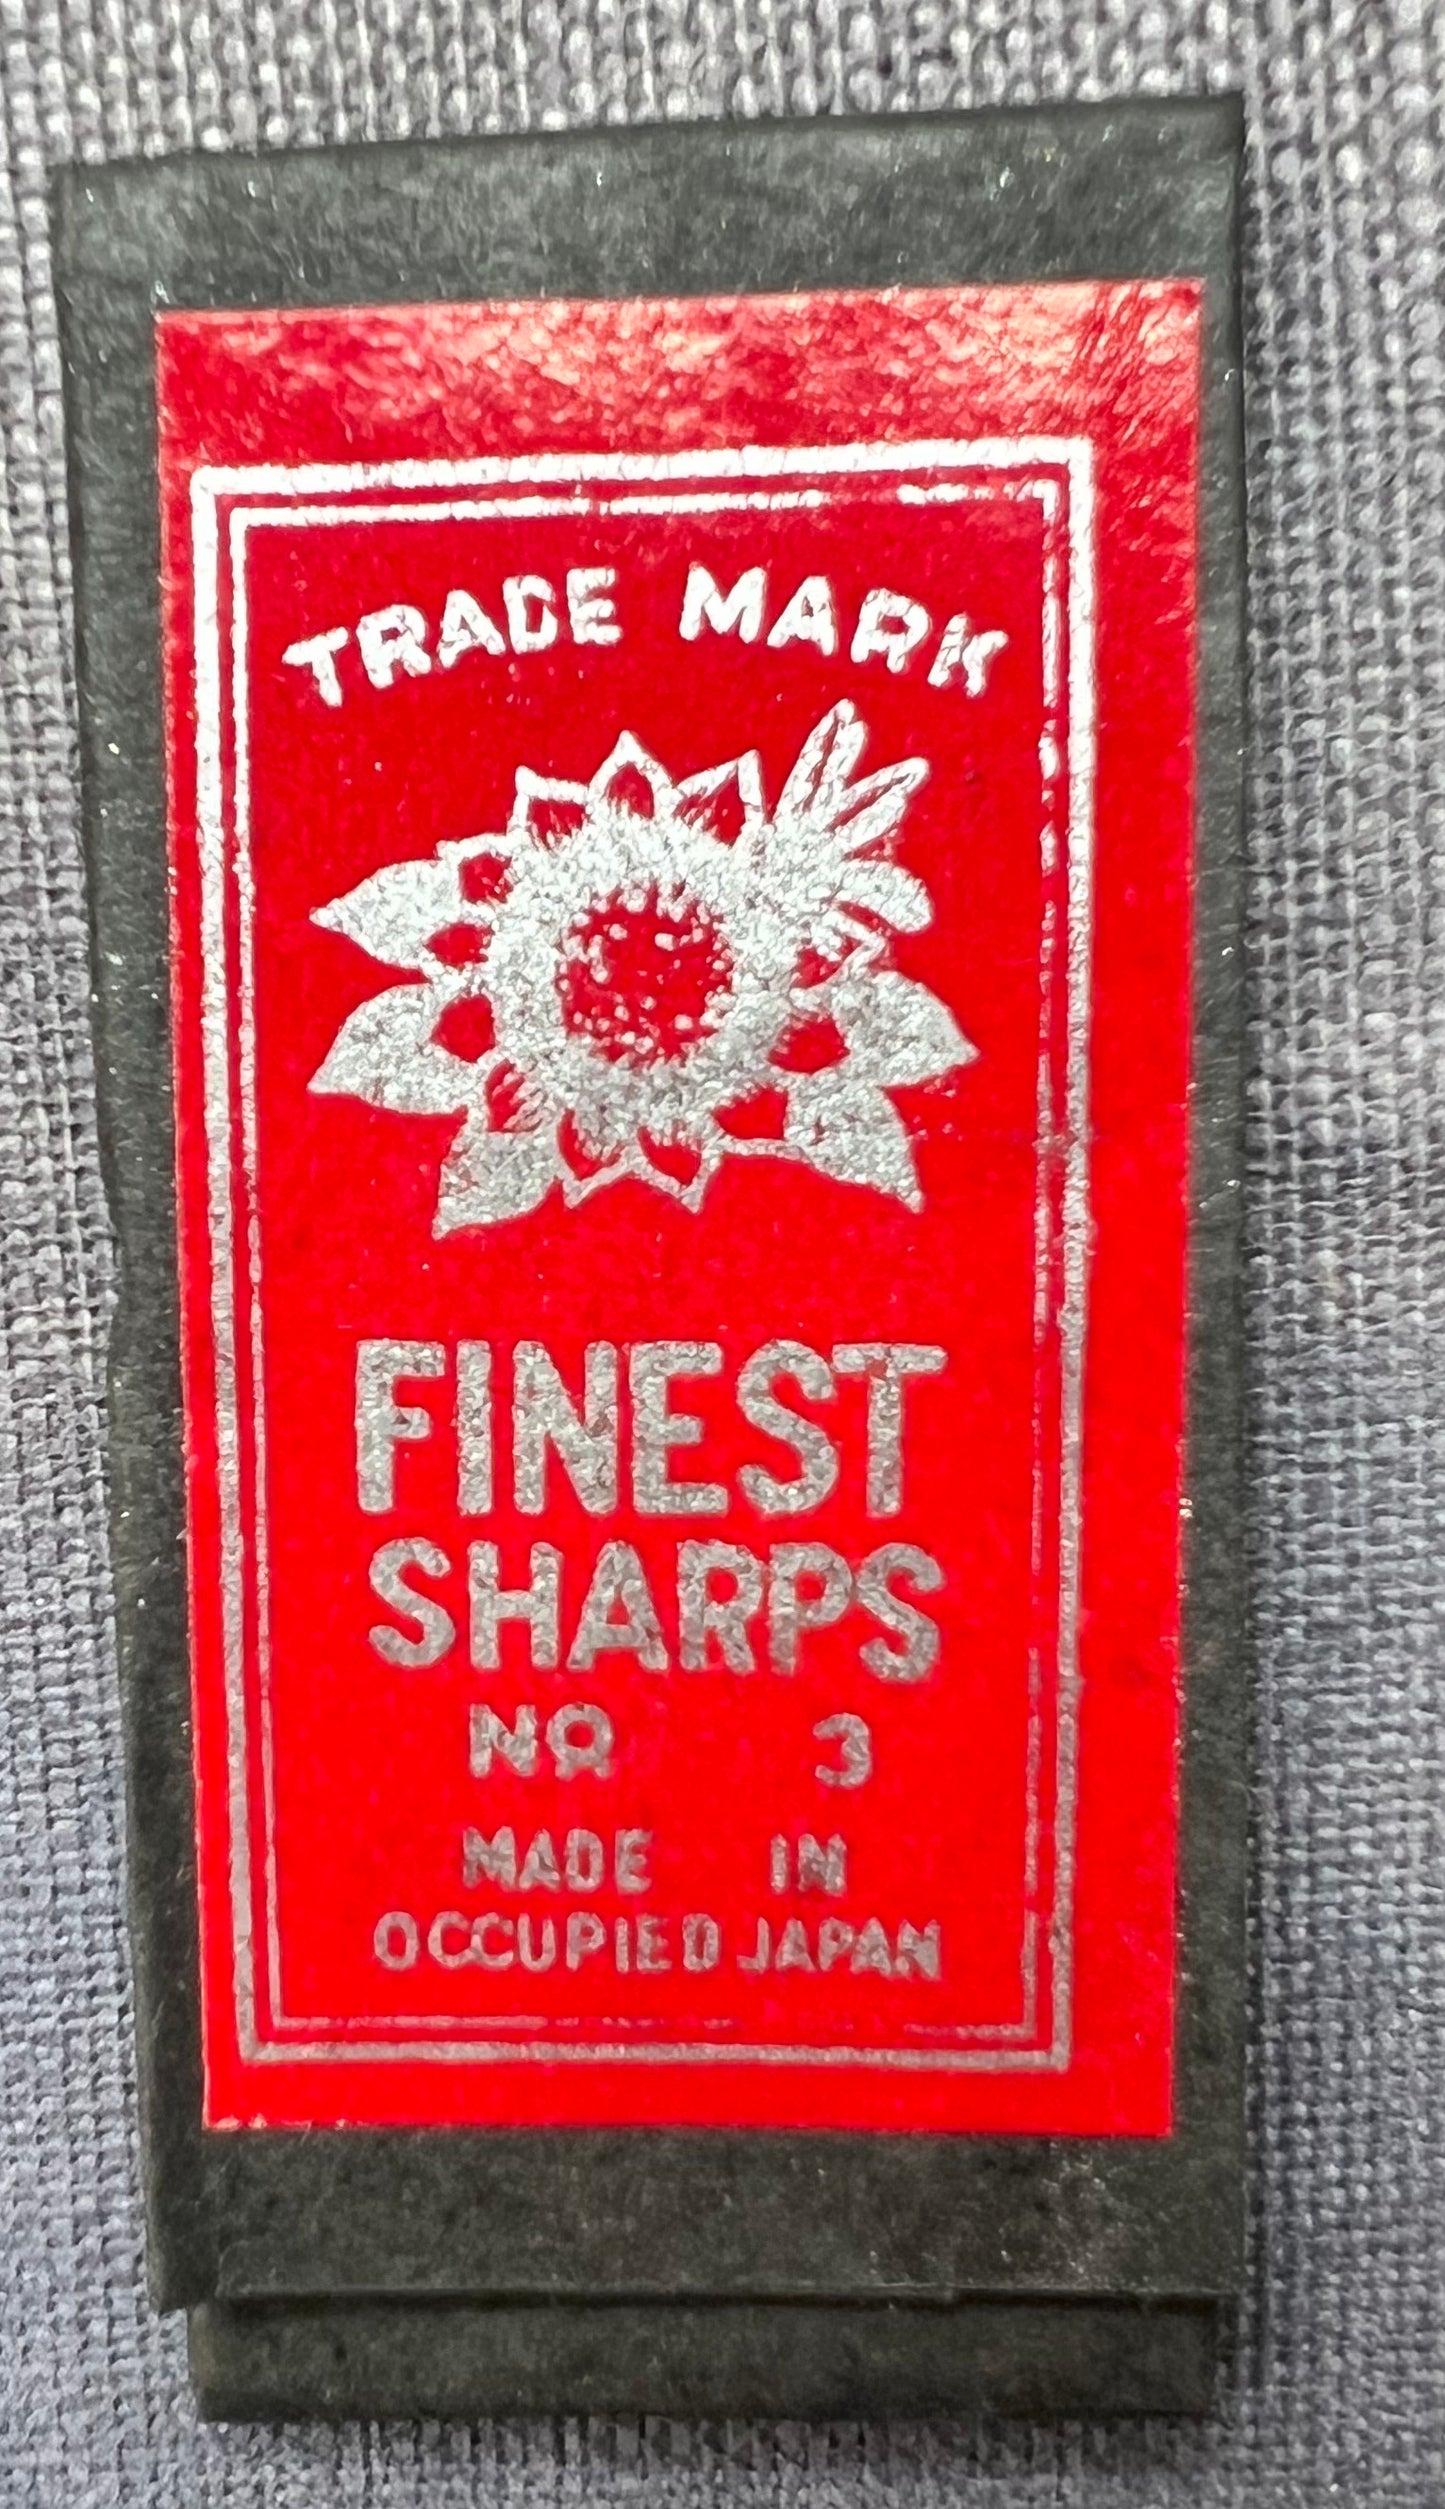 TRADE MARK
FINEST
SHARPS
Nº 3
MADE IN
OCCUPIED JAPAN